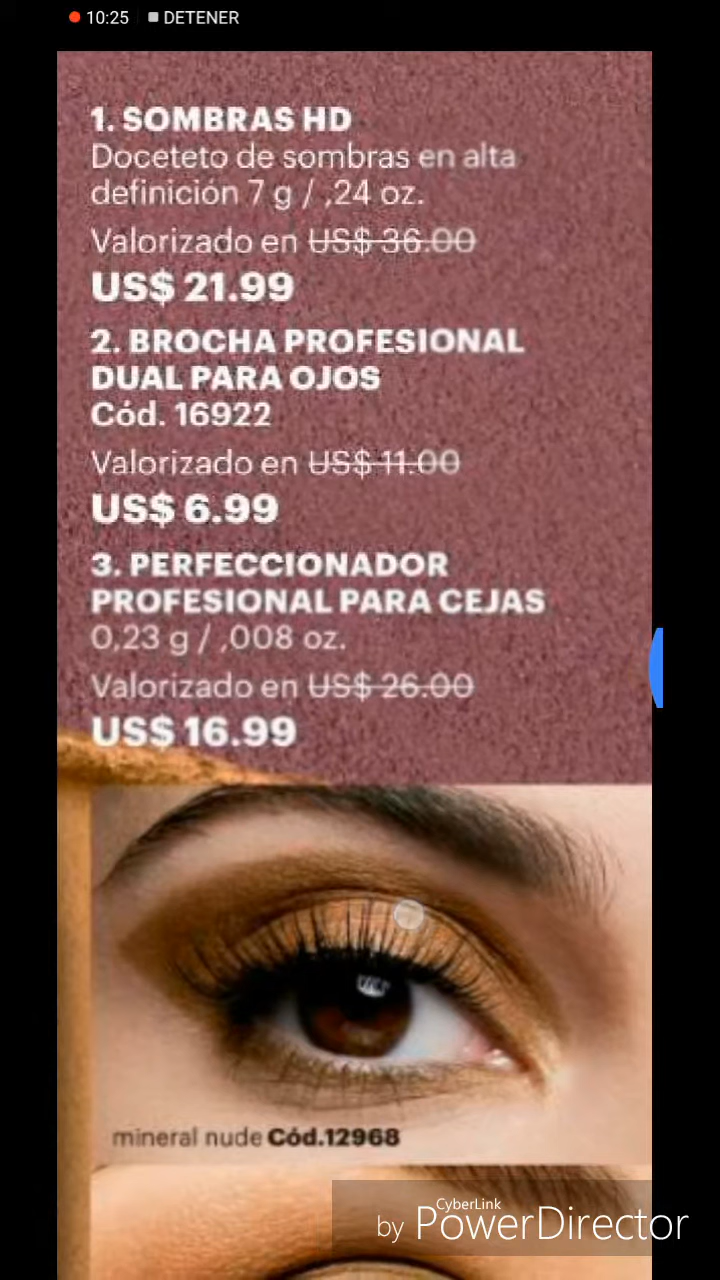 10:25 DETENER
1. SOMBRAS HD
Doceteto de sombras en alta
definición 7 g / ,24 oz.
Valorizado en US$ 36.00
US$ 21.99
2. BROCHA PROFESIONAL
DUAL PARA OJOS
Cód. 16922
Valorizado en US$ 11.00
US$ 6.99
3. PERFECCIONADOR
PROFESIONAL PARA CEJAS
0,23 g / ,008 oz.
Valorizado en US$ 26.00
US$ 16.99
mineral nude Cód.12968
CyberLink
by PowerDirector